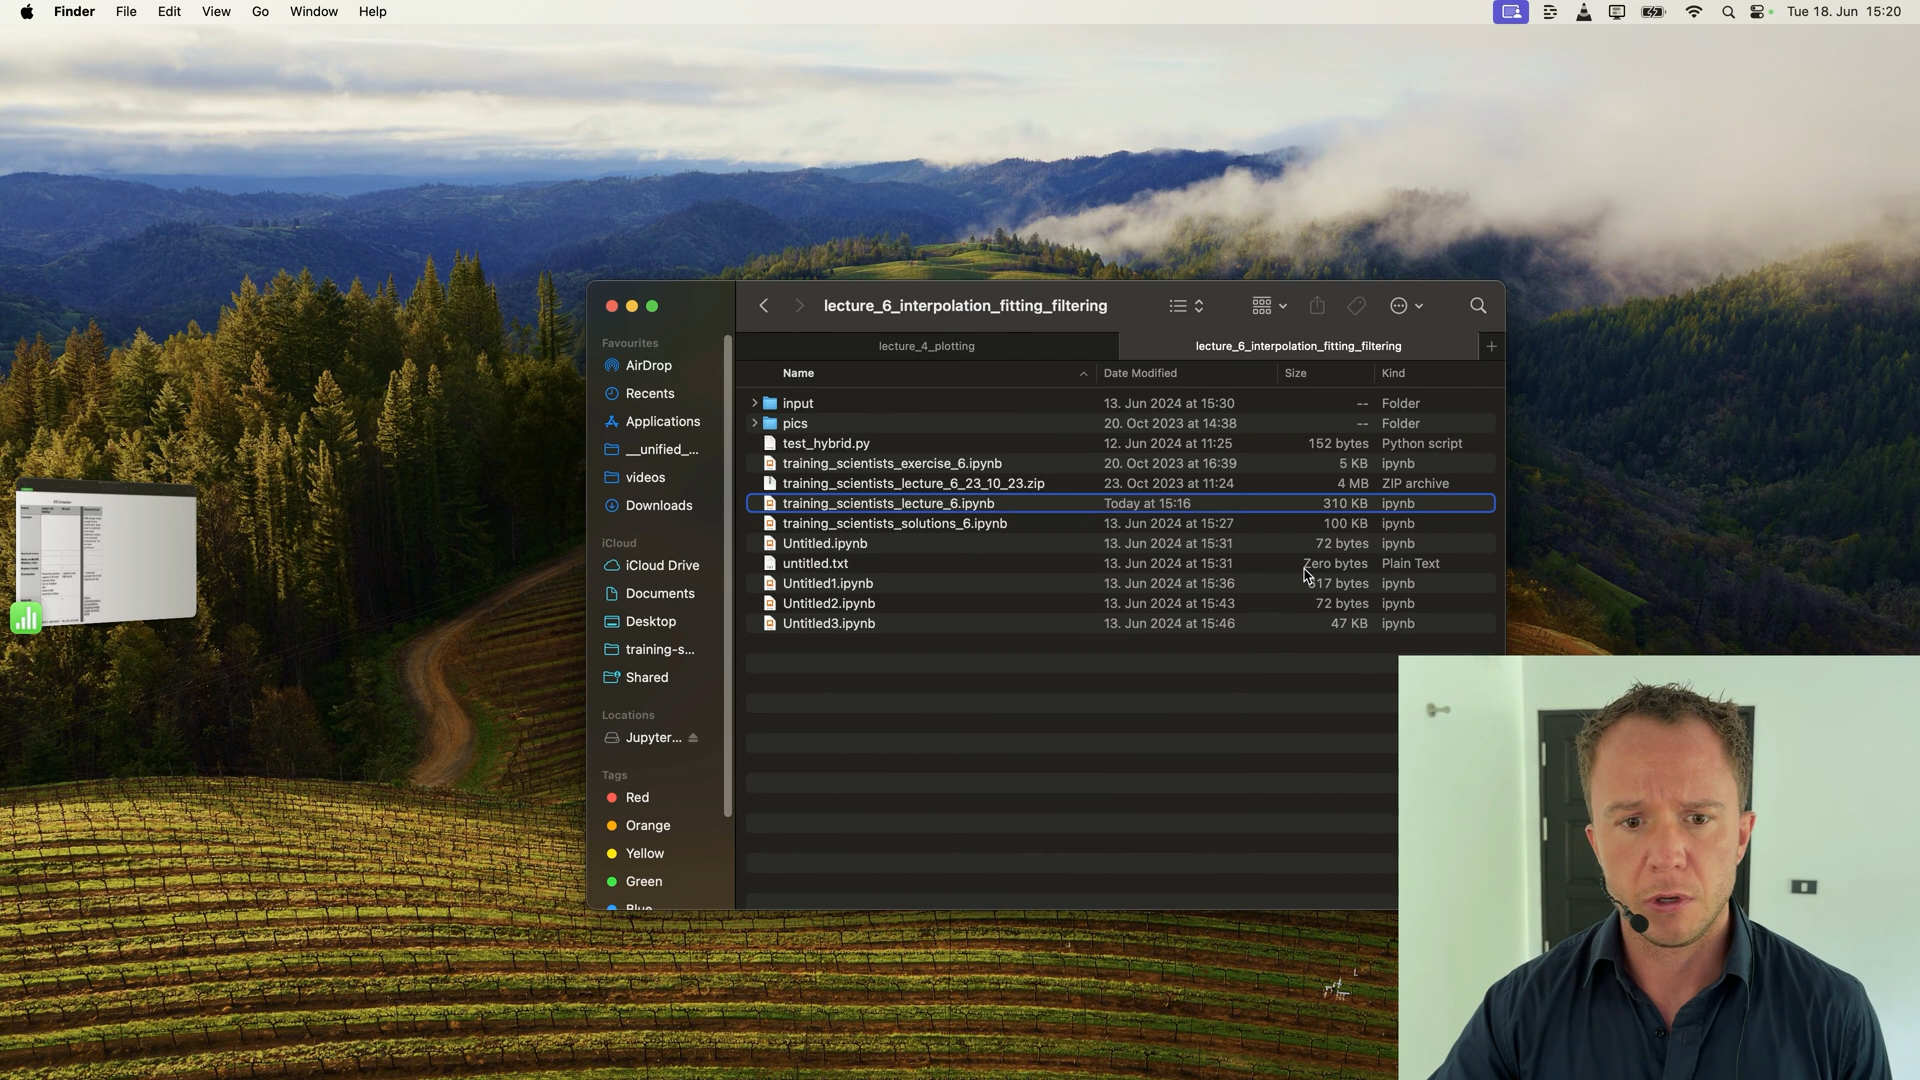 Finder File Edit View Go Window Help Tue 18. Jun 15:20
lecture_6_interpolation_fitting_filtering
lecture_4_plotting lecture_6_interpolation_fitting_filtering
Favourites
AirDrop
Recents
Applications
__unified_...
videos
Downloads
iCloud
iCloud Drive
Documents
Desktop
training-s...
Shared
Locations
Jupyter...
Tags
Red
Orange
Yellow
Green
Blue
Name Date Modified Size Kind
input 13. Jun 2024 at 15:30 -- Folder
pics 20. Oct 2023 at 14:38 -- Folder
test_hybrid.py 12. Jun 2024 at 11:25 152 bytes Python script
training_scientists_exercise_6.ipynb 20. Oct 2023 at 16:39 5 KB ipynb
training_scientists_lecture_6_23_10_23.zip 23. Oct 2023 at 11:24 4 MB ZIP archive
training_scientists_lecture_6.ipynb Today at 15:16 310 KB ipynb
training_scientists_solutions_6.ipynb 13. Jun 2024 at 15:27 100 KB ipynb
Untitled.ipynb 13. Jun 2024 at 15:31 72 bytes ipynb
untitled.txt 13. Jun 2024 at 15:31 Zero bytes Plain Text
Untitled1.ipynb 13. Jun 2024 at 15:36 bytes ipynb
Untitled2.ipynb 13. Jun 2024 at 15:43 72 bytes ipynb
Untitled3.ipynb 13. Jun 2024 at 15:46 47 KB ipynb